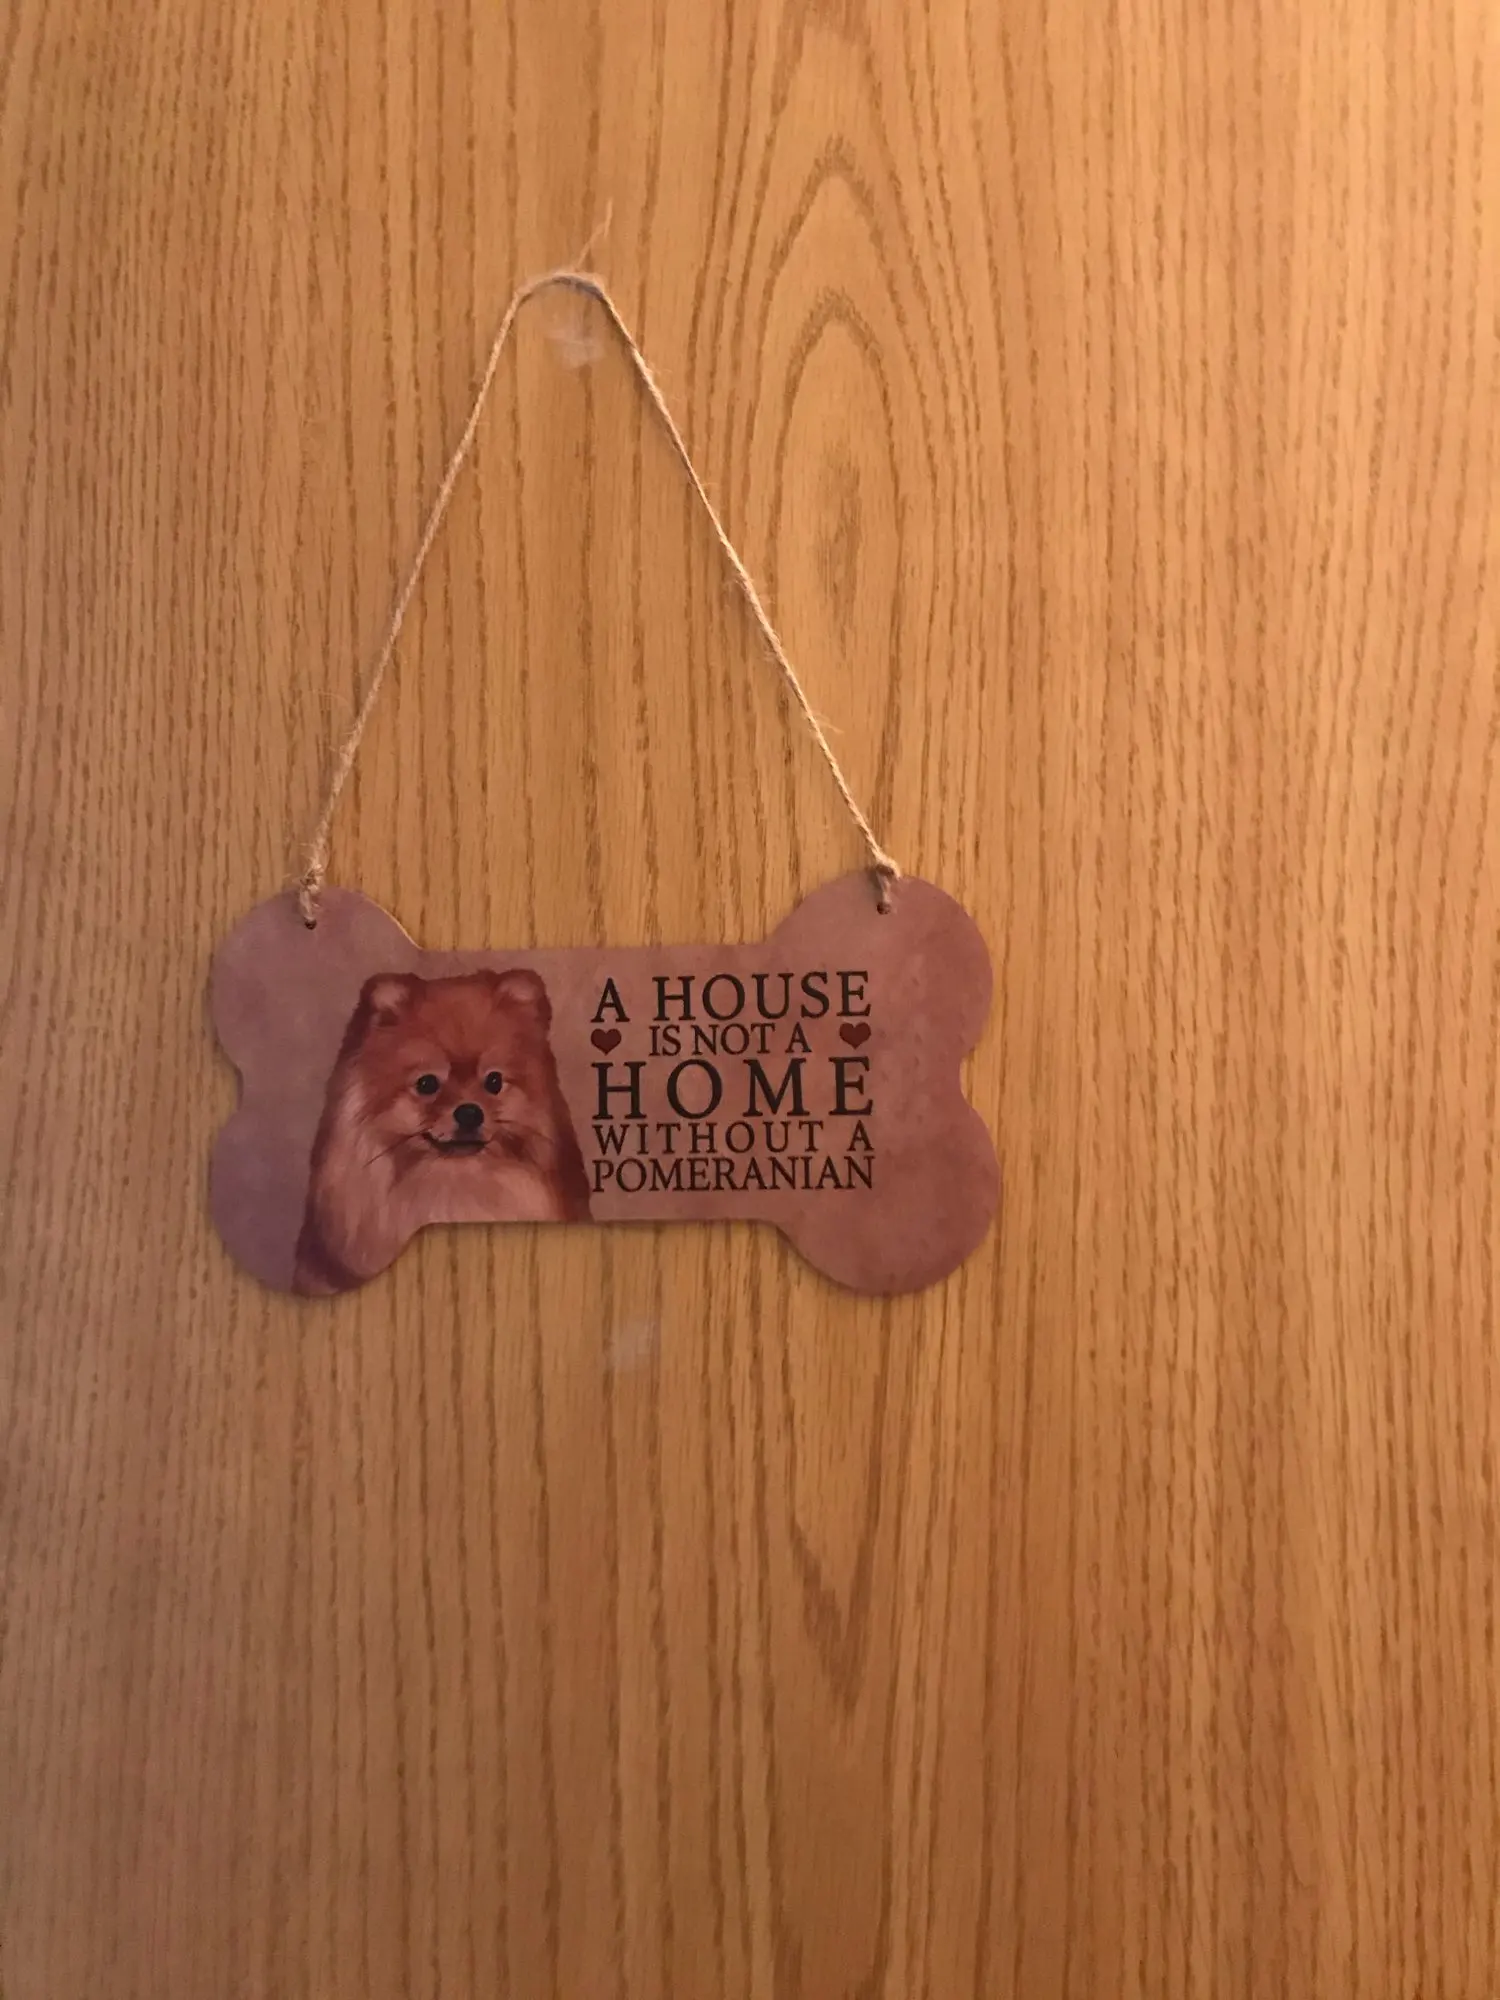 A HOUSE
IS NOT A
HOME
WITHOUT A
POMERANIAN